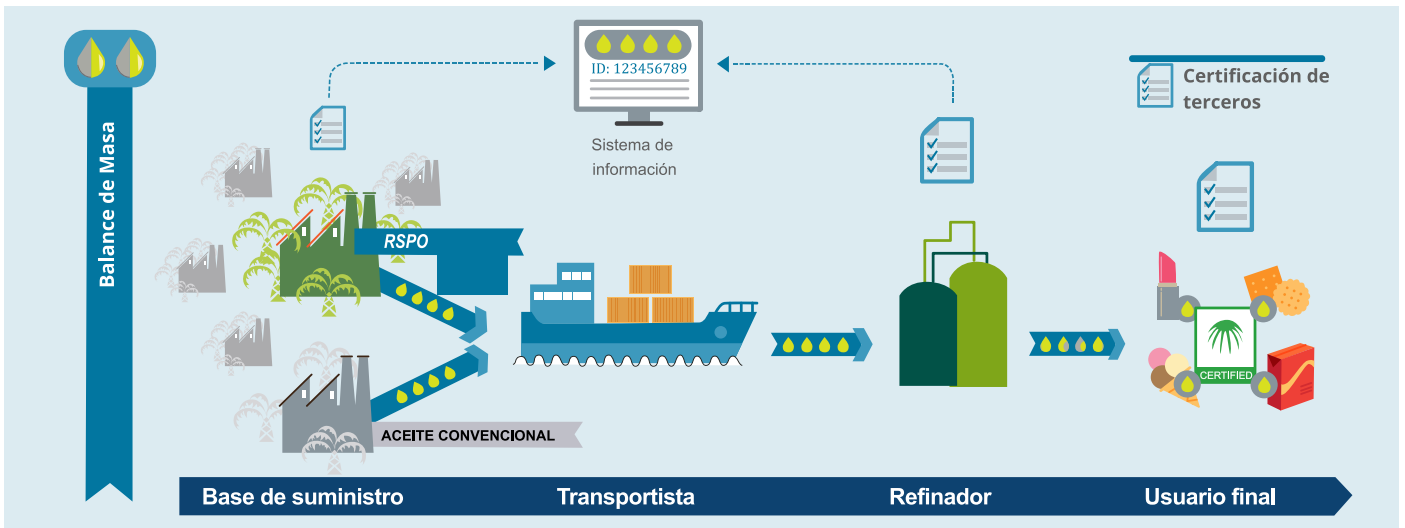 Balance de Masa
ID: 123456789
Sistema de
información
Certificación de
terceros
RSPO
ACEITE CONVENCIONAL
CERTIFIED
Base de suministro
Transportista
Refinador
Usuario final